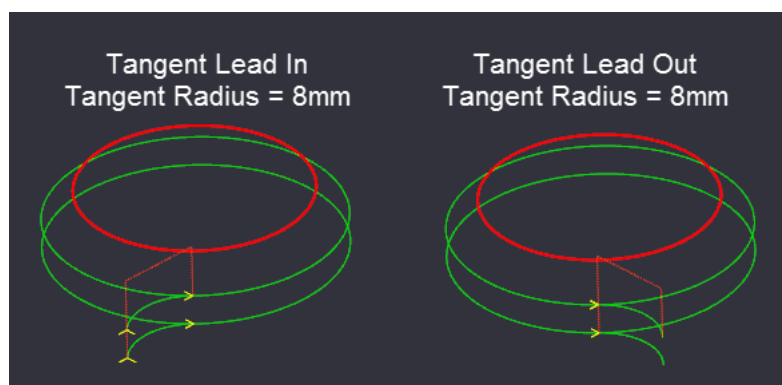 Tangent Lead In
Tangent Radius = 8mm
Tangent Lead Out
Tangent Radius = 8mm